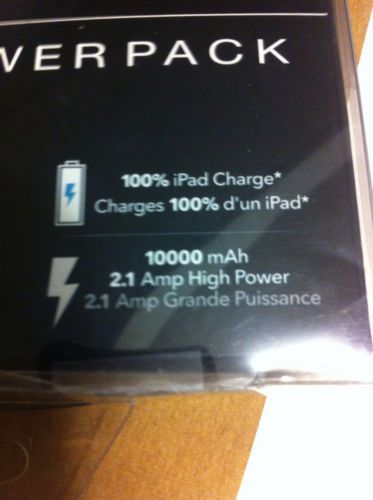 WER PACK
100% iPad Charge*
Charges 100% d'un iPad*
10000 mAh
2.1 Amp High Power
2.1 Amp Grande Puissance